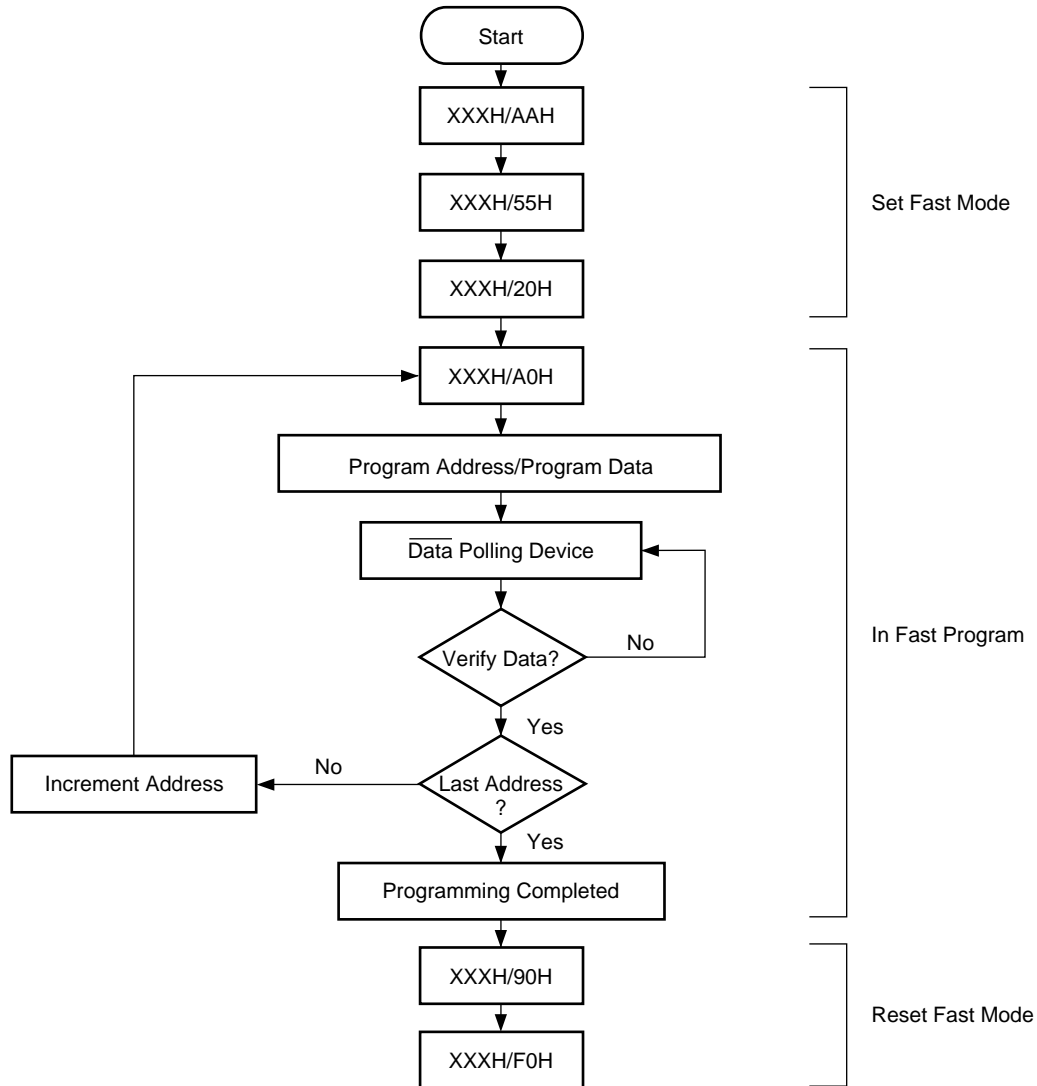 Start
XXXH/AAH
XXXH/55H
Set Fast Mode
XXXH/20H
XXXH/A0H
Program Address/Program Data
Data Polling Device
In Fast Program
Verify Data?
No
Yes
Increment Address
No
Last Address
?
Yes
Programming Completed
XXXH/90H
Reset Fast Mode
XXXH/F0H